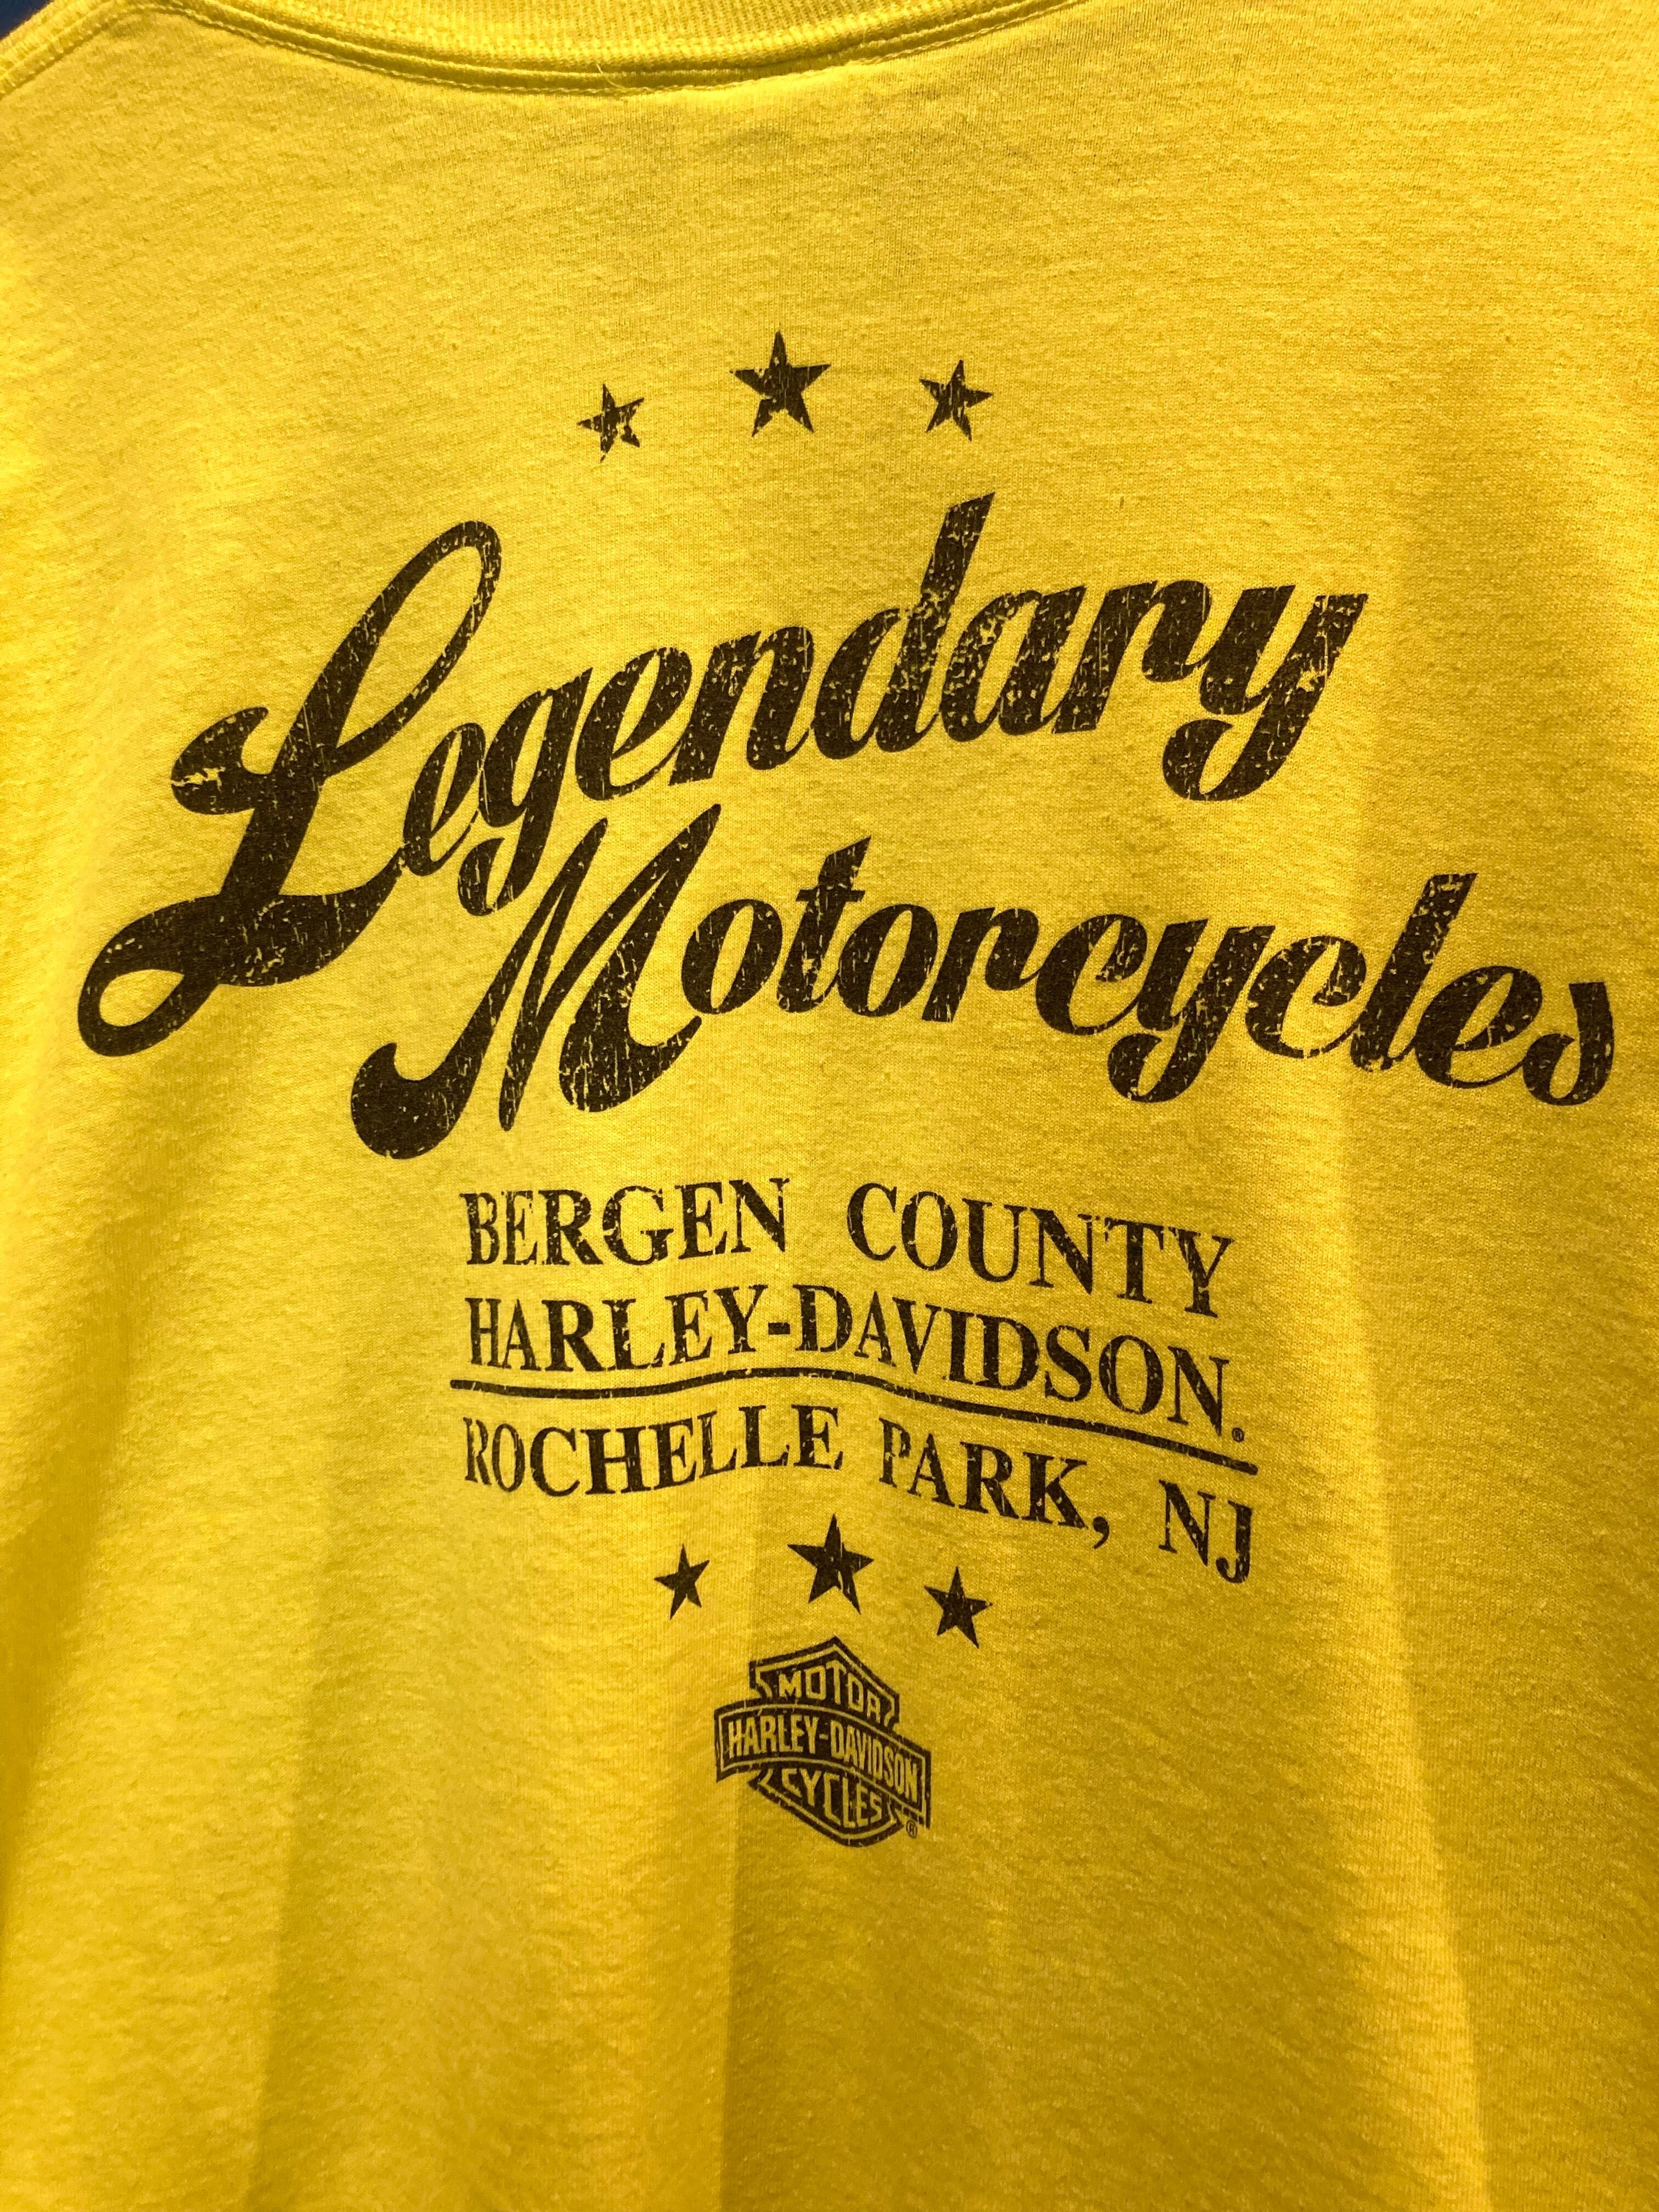 Legendary
Motorcycles
BERGEN COUNTY
HARLEY-DAVIDSON®
ROCHELLE PARK, NJ
MOTOR
HARLEY-DAVIDSON
CYCLES®